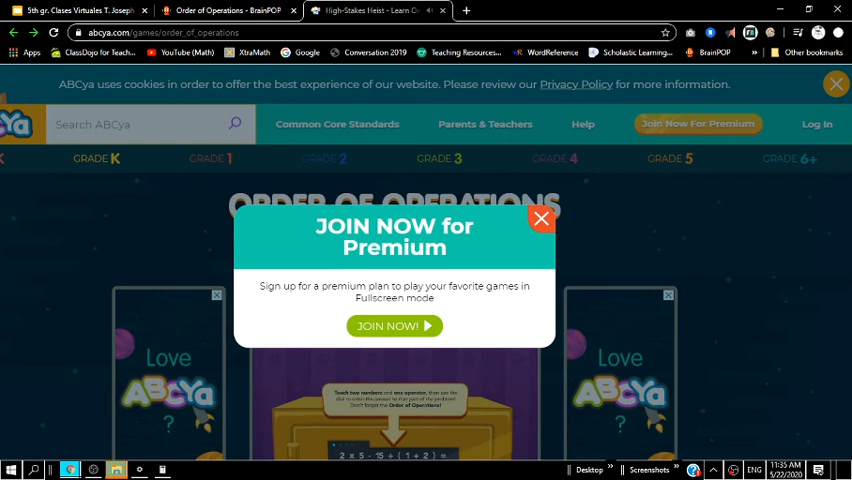 5th gr. Clases Virtuales T. Joseph
Order of Operations - BrainPOP
High-Stakes Heist - Learn O
abcya.com/games/order_of_operations
Apps
ClassDojo for Teach...
YouTube (Math)
XtraMath
Google
Conversation 2019
Teaching Resources...
WordReference
Scholastic Learning...
BrainPOP
Other bookmarks
ABCya uses cookies in order to offer the best experience of our website. Please review our Privacy Policy for more information.
Search ABCya
Common Core Standards
Parents & Teachers
Help
Join Now For Premium
Log In
GRADE K
GRADE 1
GRADE 2
GRADE 3
GRADE 4
GRADE 5
GRADE 6+
ORDER OF OPERATIONS
JOIN NOW for
Premium
Sign up for a premium plan to play your favorite games in
Fullscreen mode
JOIN NOW!
Love
ABCya
?
Love
ABCya
?
Touch two numbers and one operator, then use the
dial to enter the answer to that part of the problem!
Don't forget the Order of Operations!
2 x 5 - 15 ÷ ( 1 + 2 ) =
Desktop
Screenshots
ENG
11:35 AM
5/22/2020